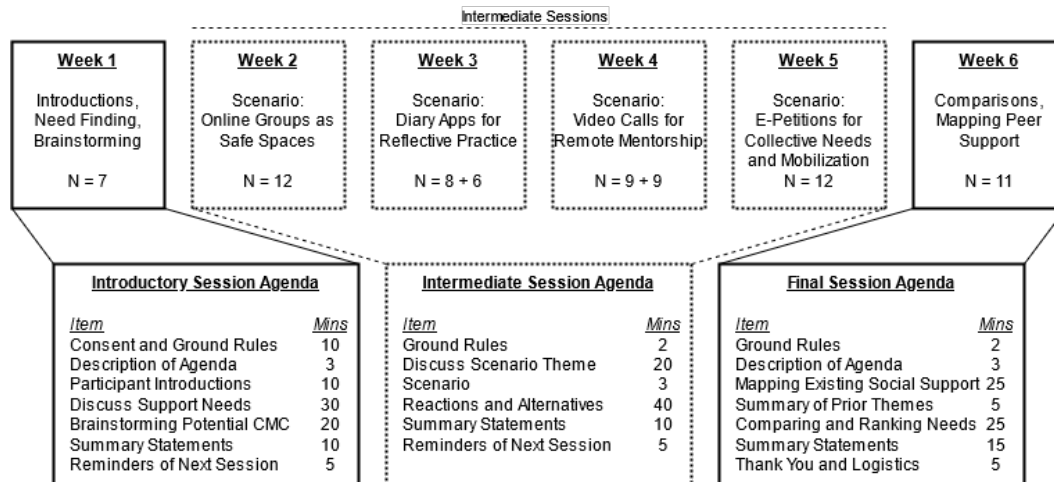 Intermediate Sessions
Week 1
Introductions,
Need Finding,
Brainstorming
N = 7
Week 2
Scenario:
Online Groups as
Safe Spaces
N = 12
Week 3
Scenario:
Diary Apps for
Reflective Practice
N = 8 + 6
Week 4
Scenario:
Video Calls for
Remote Mentorship
N = 9 + 9
Week 5
Scenario:
E-Petitions for
Collective Needs
and Mobilization
N = 12
Week 6
Comparisons,
Mapping Peer
Support
N = 11
Introductory Session Agenda
Item Mins
Consent and Ground Rules 10
Description of Agenda 3
Participant Introductions 10
Discuss Support Needs 30
Brainstorming Potential CMC 20
Summary Statements 10
Reminders of Next Session 5
Intermediate Session Agenda
Item Mins
Ground Rules 2
Discuss Scenario Theme 20
Scenario 3
Reactions and Alternatives 40
Summary Statements 10
Reminders of Next Session 5
Final Session Agenda
Item Mins
Ground Rules 2
Description of Agenda 3
Mapping Existing Social Support 25
Summary of Prior Themes 5
Comparing and Ranking Needs 25
Summary Statements 15
Thank You and Logistics 5